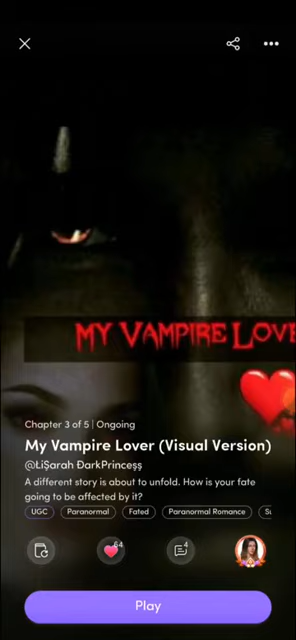 MY VAMPIRE LOVE
Chapter 3 of 5 | Ongoing
My Vampire Lover (Visual Version)
@ŁiŞarah ĐarkPrinceşş
A different story is about to unfold. How is your fate
going to be affected by it?
UGC Paranormal Fated Paranormal Romance Su
64 4
Play